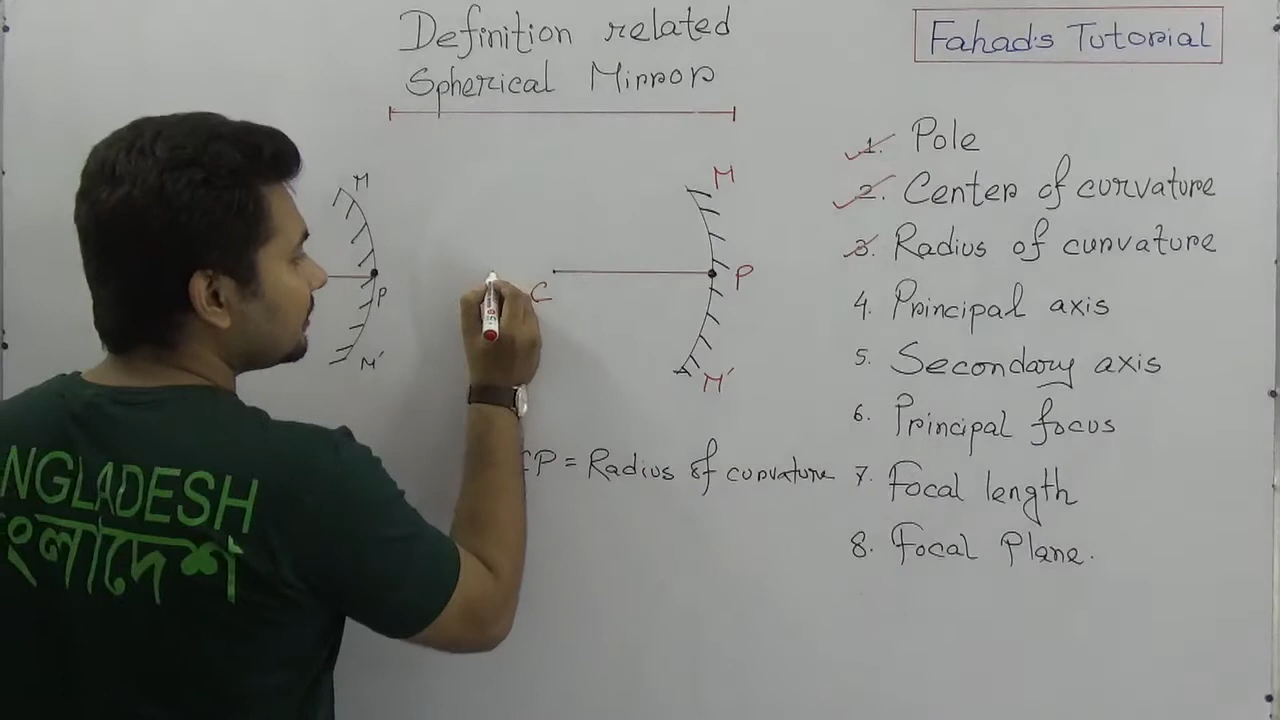 Definition related
Spherical Mirror
Fahad's Tutorial
1. Pole
2. Center of curvature
3. Radius of curvature
4. Principal axis
5. Secondary axis
6. Principal focus
7. Focal length
8. Focal Plane.
M
P
M'
M
C
P
M'
CP = Radius of curvature
NGLADESH
ংলাদেশ